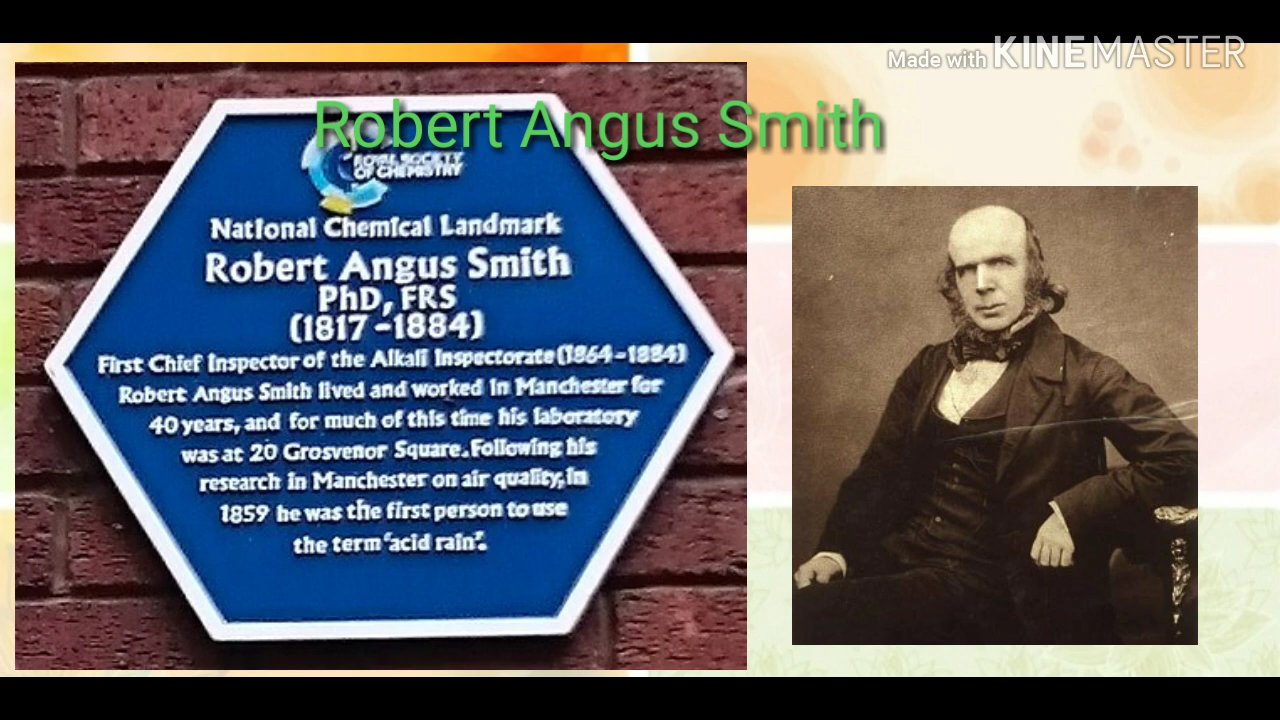 Made with KINEMASTER
Robert Angus Smith
ROYAL SOCIETY
OF CHEMISTRY
National Chemical Landmark
Robert Angus Smith
PhD, FRS
(1817-1884)
First Chief Inspector of the Alkali Inspectorate (1864-1884)
Robert Angus Smith lived and worked in Manchester for
40 years, and for much of this time his laboratory
was at 20 Grosvenor Square. Following his
research in Manchester on air quality, in
1859 he was the first person to use
the term "acid rain".